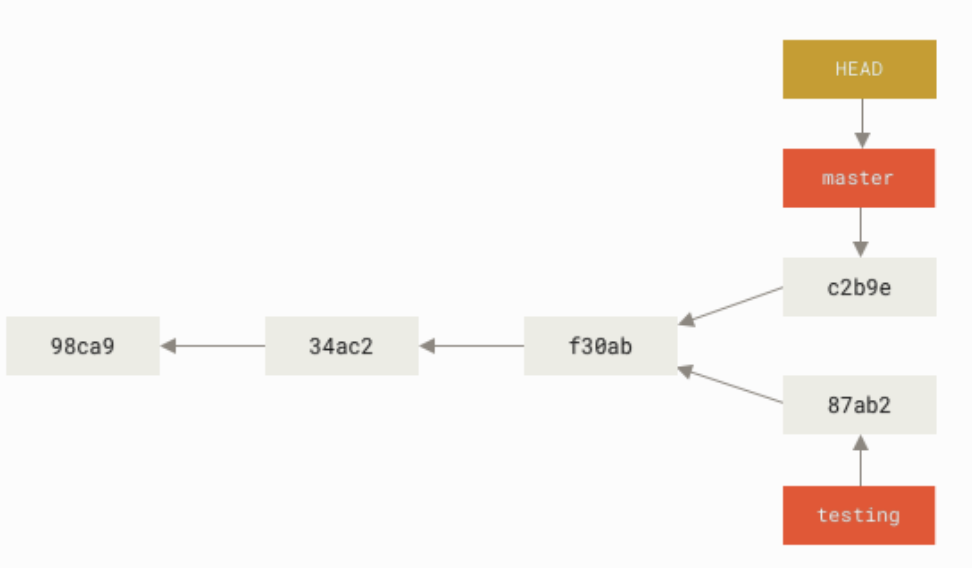 HEAD
master
c2b9e
98ca9
34ac2
f30ab
87ab2
testing